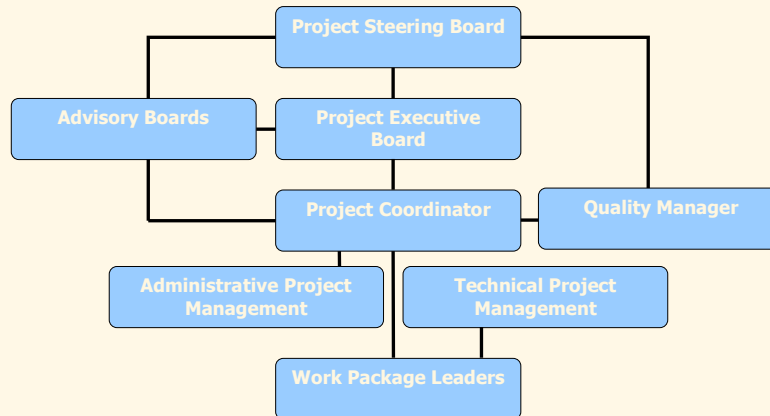 Project Steering Board
Advisory Boards
Project Executive
Board
Project Coordinator
Quality Manager
Administrative Project
Management
Technical Project
Management
Work Package Leaders